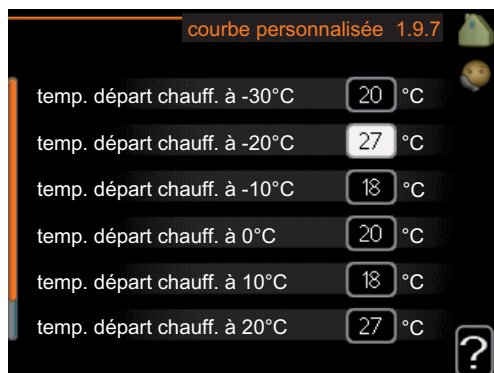 courbe personnalisée 1.9.7
temp. départ chauff. à -30°C 20 °C
temp. départ chauff. à -20°C 27 °C
temp. départ chauff. à -10°C 18 °C
temp. départ chauff. à 0°C 20 °C
temp. départ chauff. à 10°C 18 °C
temp. départ chauff. à 20°C 27 °C
?